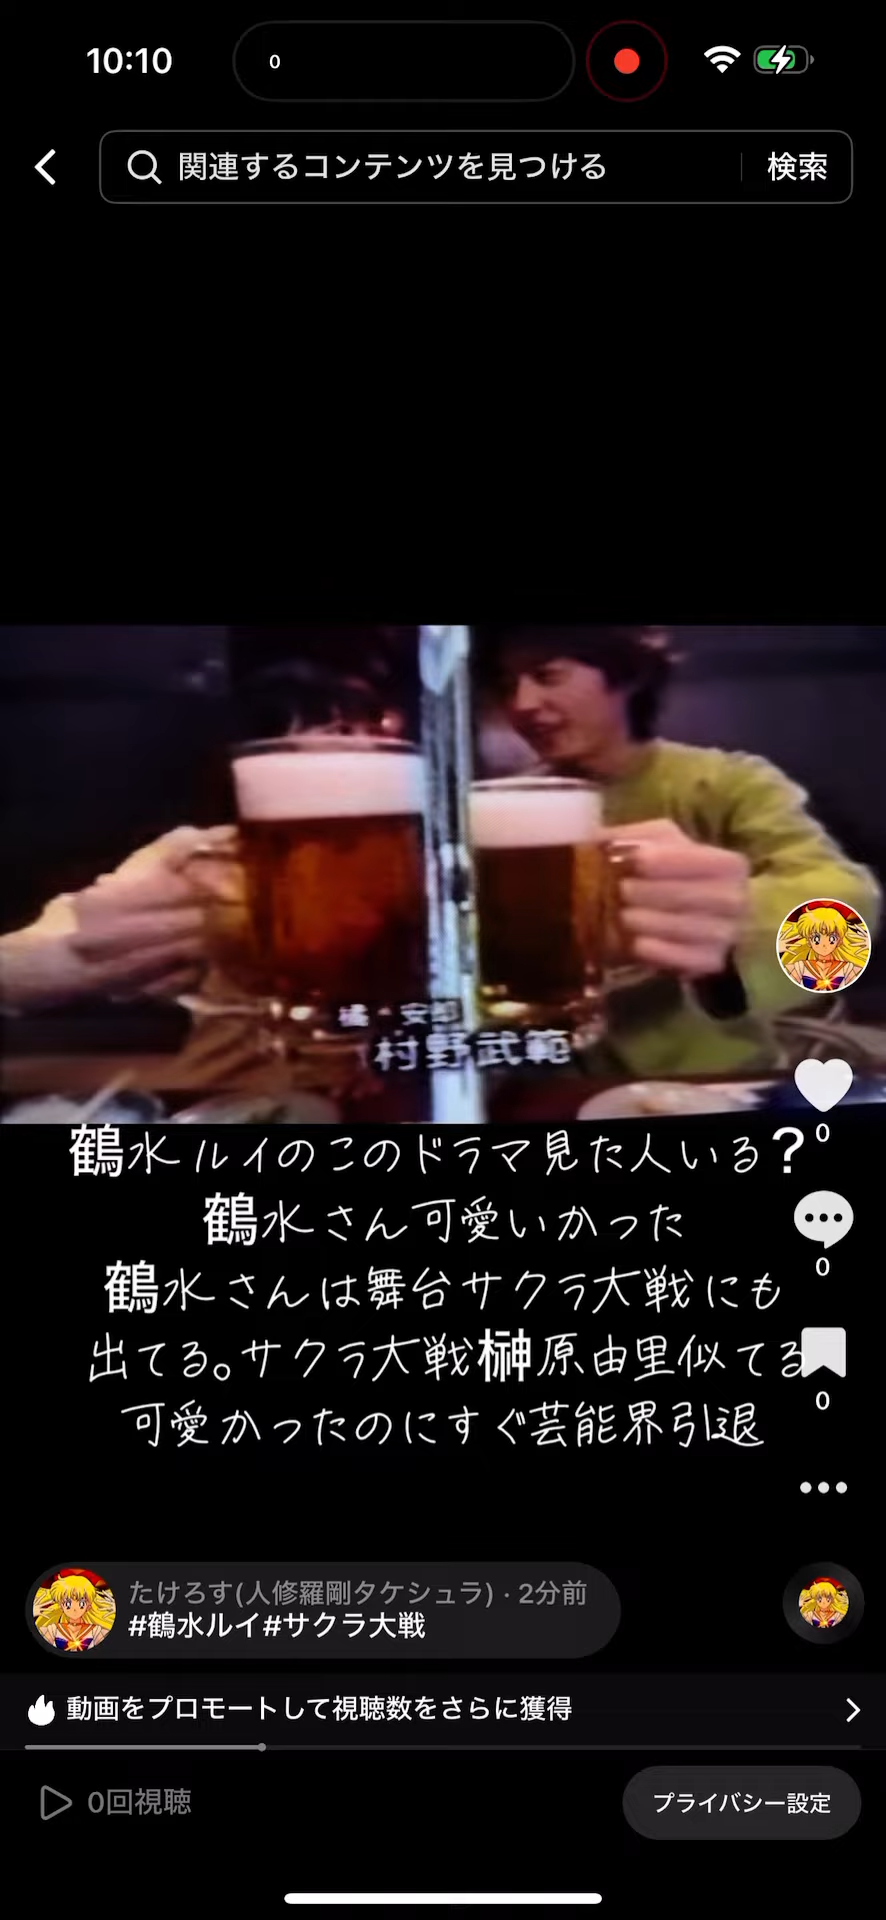 10:10
0
関連するコンテンツを見つける
検索
橘・安郎
村野武範
鶴水ルイのこのドラマ見た人いる?
0
鶴水さん可愛いかった
0
鶴水さんは舞台サクラ大戦にも
出てる。サクラ大戦榊原由里似てる
0
可愛かったのにすぐ芸能界引退
たけろす(人修羅剛タケシュラ) · 2分前
#鶴水ルイ#サクラ大戦
動画をプロモートして視聴数をさらに獲得
0回視聴
プライバシー設定